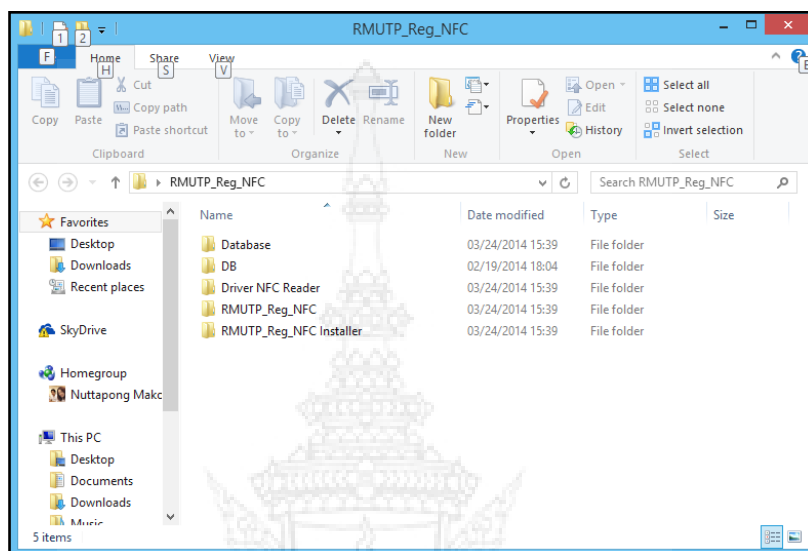 RMUTP_Reg_NFC
1 2
F Home Share View
H S V E
Copy Paste Cut Copy path Paste shortcut
Move to Copy to Delete Rename
New folder
Properties Open Edit History
Select all Select none Invert selection
Clipboard Organize New Open Select
RMUTP_Reg_NFC Search RMUTP_Reg_NFC
Favorites
Desktop
Downloads
Recent places
SkyDrive
Homegroup
Nuttapong Makc
This PC
Desktop
Documents
Downloads
Music
Name Date modified Type Size
Database 03/24/2014 15:39 File folder
DB 02/19/2014 18:04 File folder
Driver NFC Reader 03/24/2014 15:39 File folder
RMUTP_Reg_NFC 03/24/2014 15:39 File folder
RMUTP_Reg_NFC Installer 03/24/2014 15:39 File folder
5 items